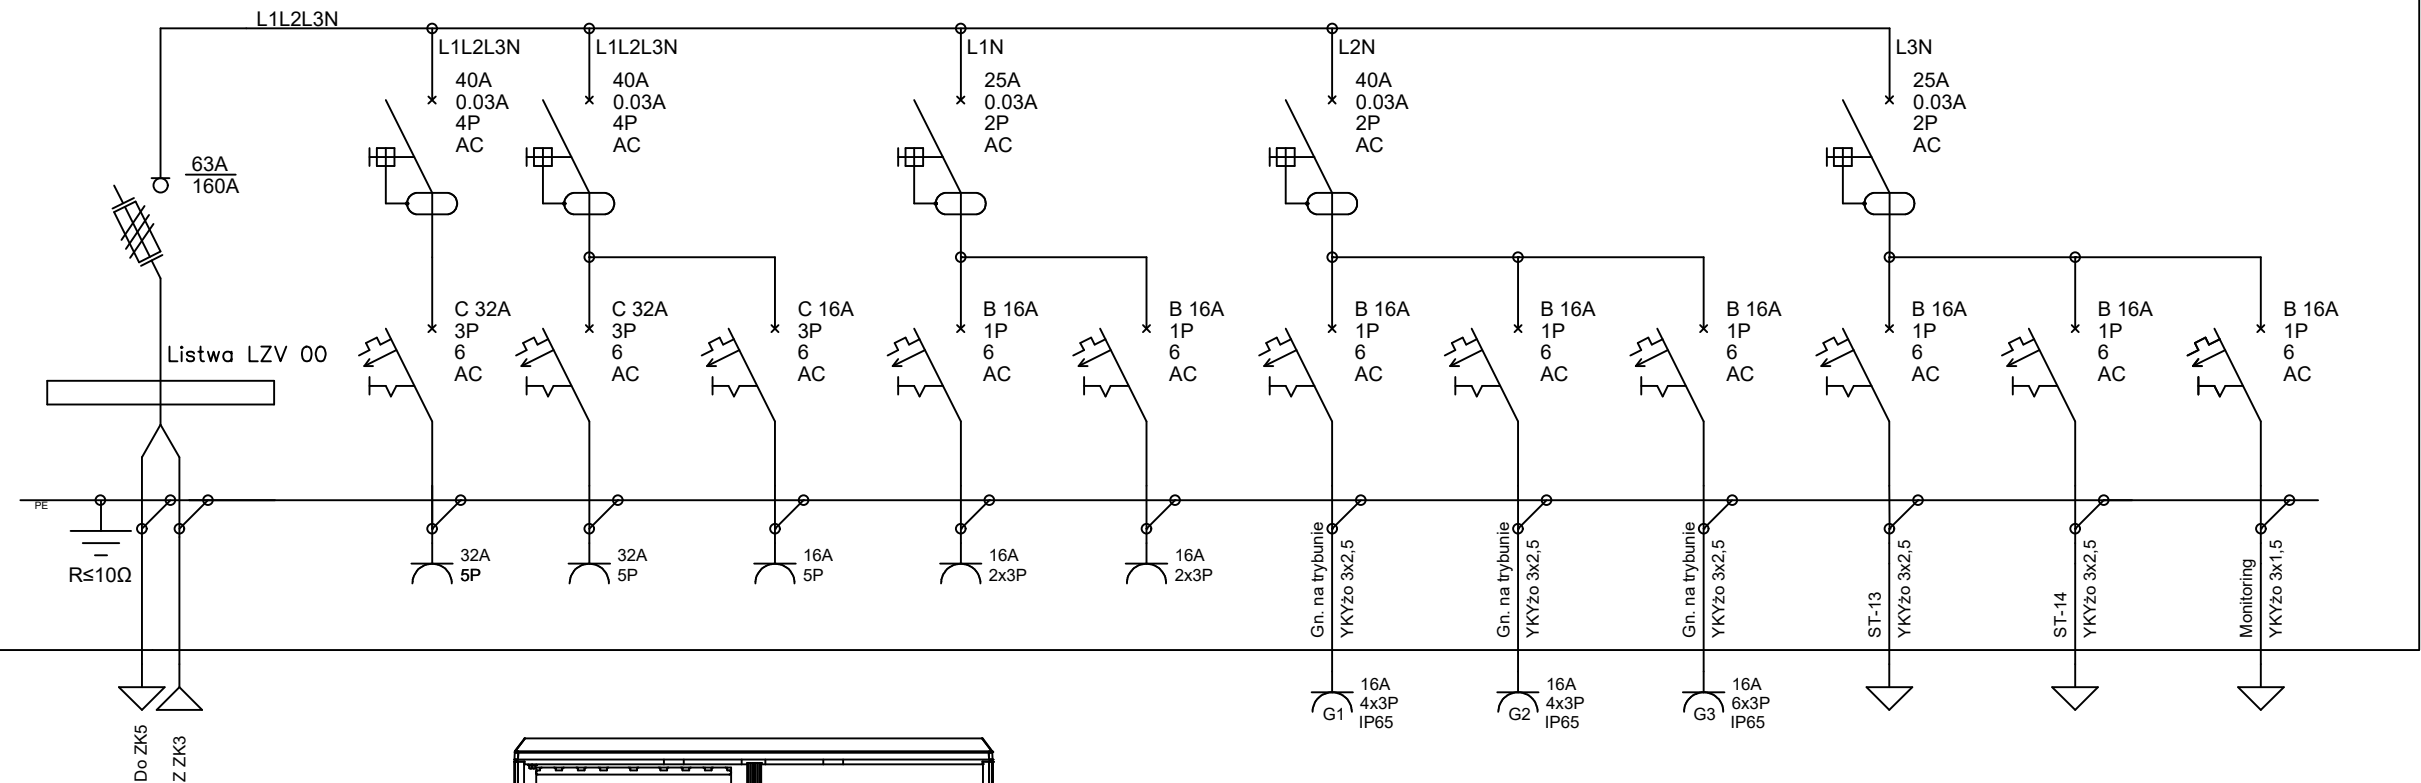 L1L2L3N
L1L2L3N
40A
0.03A
4P
AC
L1L2L3N
40A
0.03A
4P
AC
L1N
25A
0.03A
2P
AC
L2N
40A
0.03A
2P
AC
L3N
25A
0.03A
2P
AC
63A
160A
Listwa LZV 00
C 32A
3P
6
AC
C 32A
3P
6
AC
C 16A
3P
6
AC
B 16A
1P
6
AC
B 16A
1P
6
AC
B 16A
1P
6
AC
B 16A
1P
6
AC
B 16A
1P
6
AC
B 16A
1P
6
AC
B 16A
1P
6
AC
B 16A
1P
6
AC
PE
R≤10Ω
32A
5P
32A
5P
16A
5P
16A
2x3P
16A
2x3P
Gn. na trybunie
YKYżo 3x2,5
Gn. na trybunie
YKYżo 3x2,5
Gn. na trybunie
YKYżo 3x2,5
ST-13
YKYżo 3x2,5
ST-14
YKYżo 3x2,5
Monitoring
YKYżo 3x1,5
G1
16A
4x3P
IP65
G2
16A
4x3P
IP65
G3
16A
6x3P
IP65
Do ZK5
Z ZK3